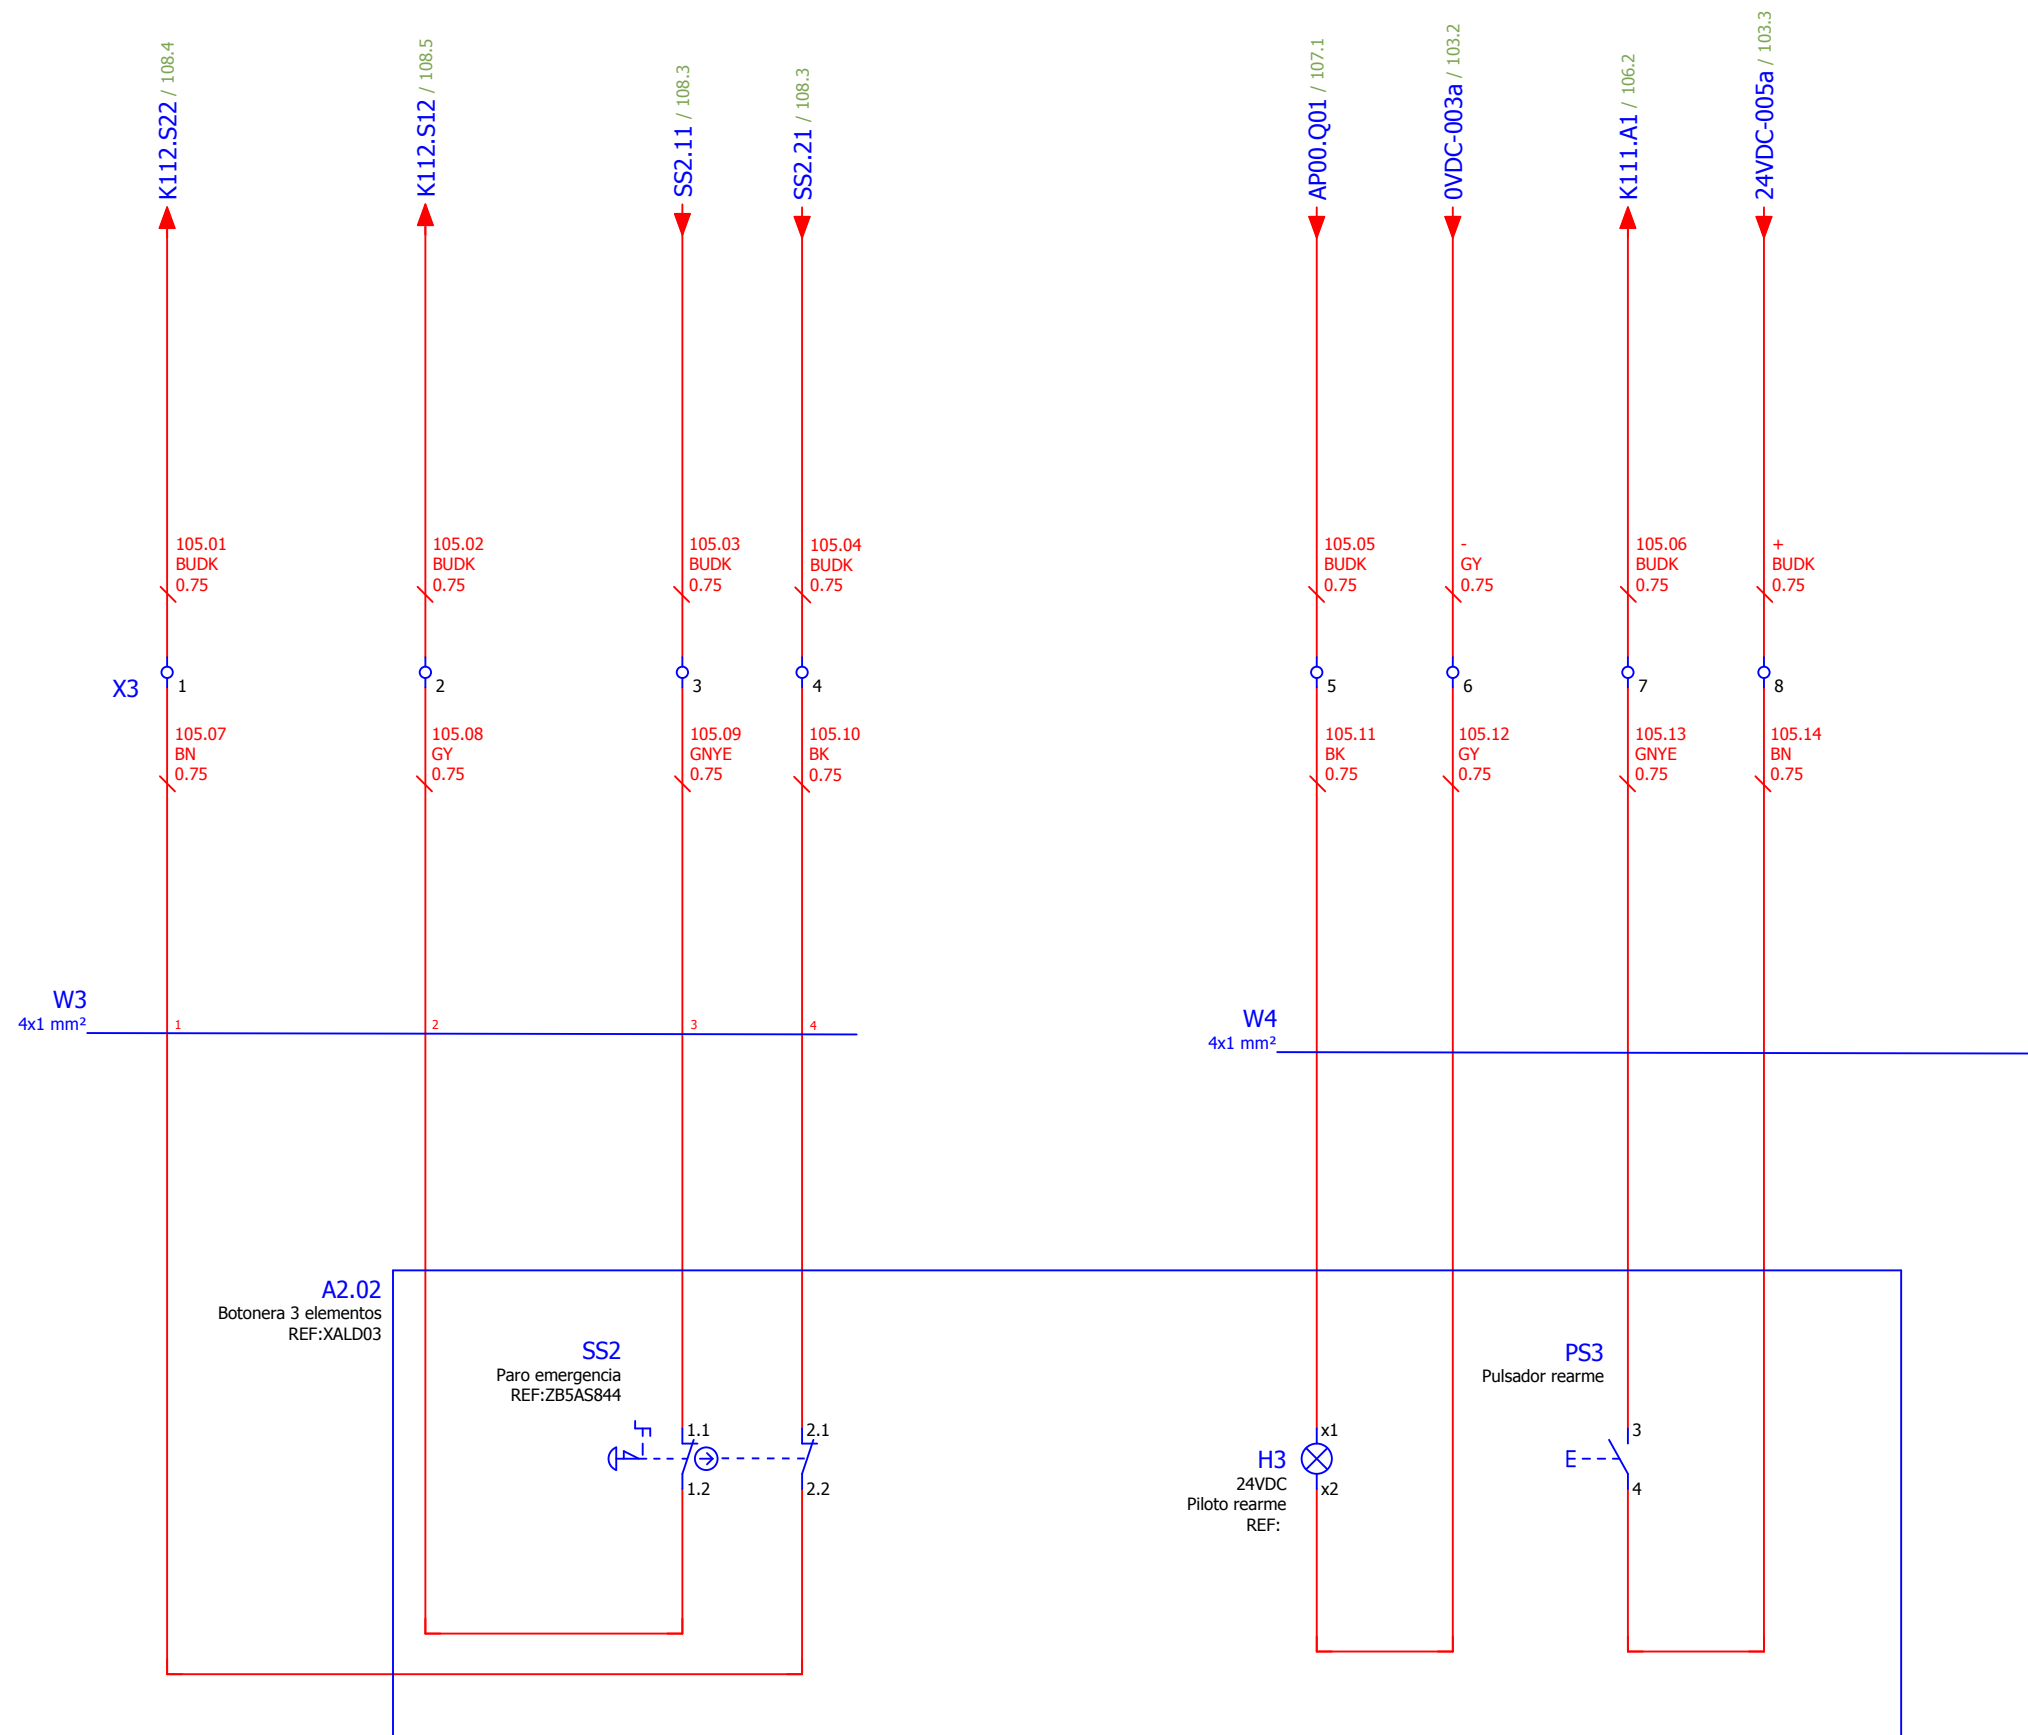 K112.S22 / 108.4
K112.S12 / 108.5
SS2.11 / 108.3
SS2.21 / 108.3
AP00.Q01 / 107.1
0VDC-003a / 103.2
K111.A1 / 106.2
24VDC-005a / 103.3
105.01
BUDK
0.75
105.02
BUDK
0.75
105.03
BUDK
0.75
105.04
BUDK
0.75
105.05
BUDK
0.75
-
GY
0.75
105.06
BUDK
0.75
+
BUDK
0.75
X3
1
2
3
4
5
6
7
8
105.07
BN
0.75
105.08
GY
0.75
105.09
GNYE
0.75
105.10
BK
0.75
105.11
BK
0.75
105.12
GY
0.75
105.13
GNYE
0.75
105.14
BN
0.75
W3
4x1 mm²
1
2
3
4
W4
4x1 mm²
A2.02
Botonera 3 elementos
REF:XALD03
SS2
Paro emergencia
REF:ZB5AS844
1.1
1.2
2.1
2.2
H3
24VDC
Piloto rearme
REF:
x1
x2
PS3
Pulsador rearme
3
4